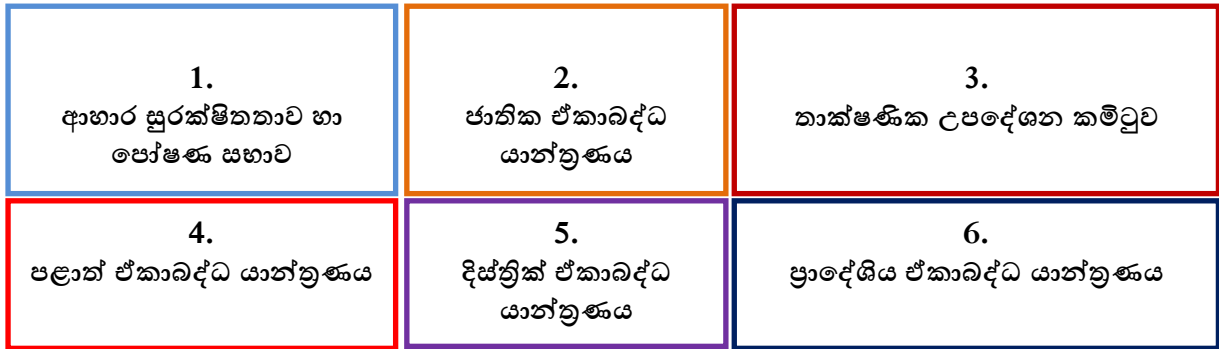 1.
ආහාර සුරක්ෂිතතාව හා
පෝෂණ සභාව
2.
ජාතික ඒකාබද්ධ
යාන්ත්‍රණය
3.
තාක්ෂණික උපදේශන කමිටුව
4.
පළාත් ඒකාබද්ධ යාන්ත්‍රණය
5.
දිස්ත්‍රික් ඒකාබද්ධ
යාන්ත්‍රණය
6.
ප්‍රාදේශිය ඒකාබද්ධ යාන්ත්‍රණය